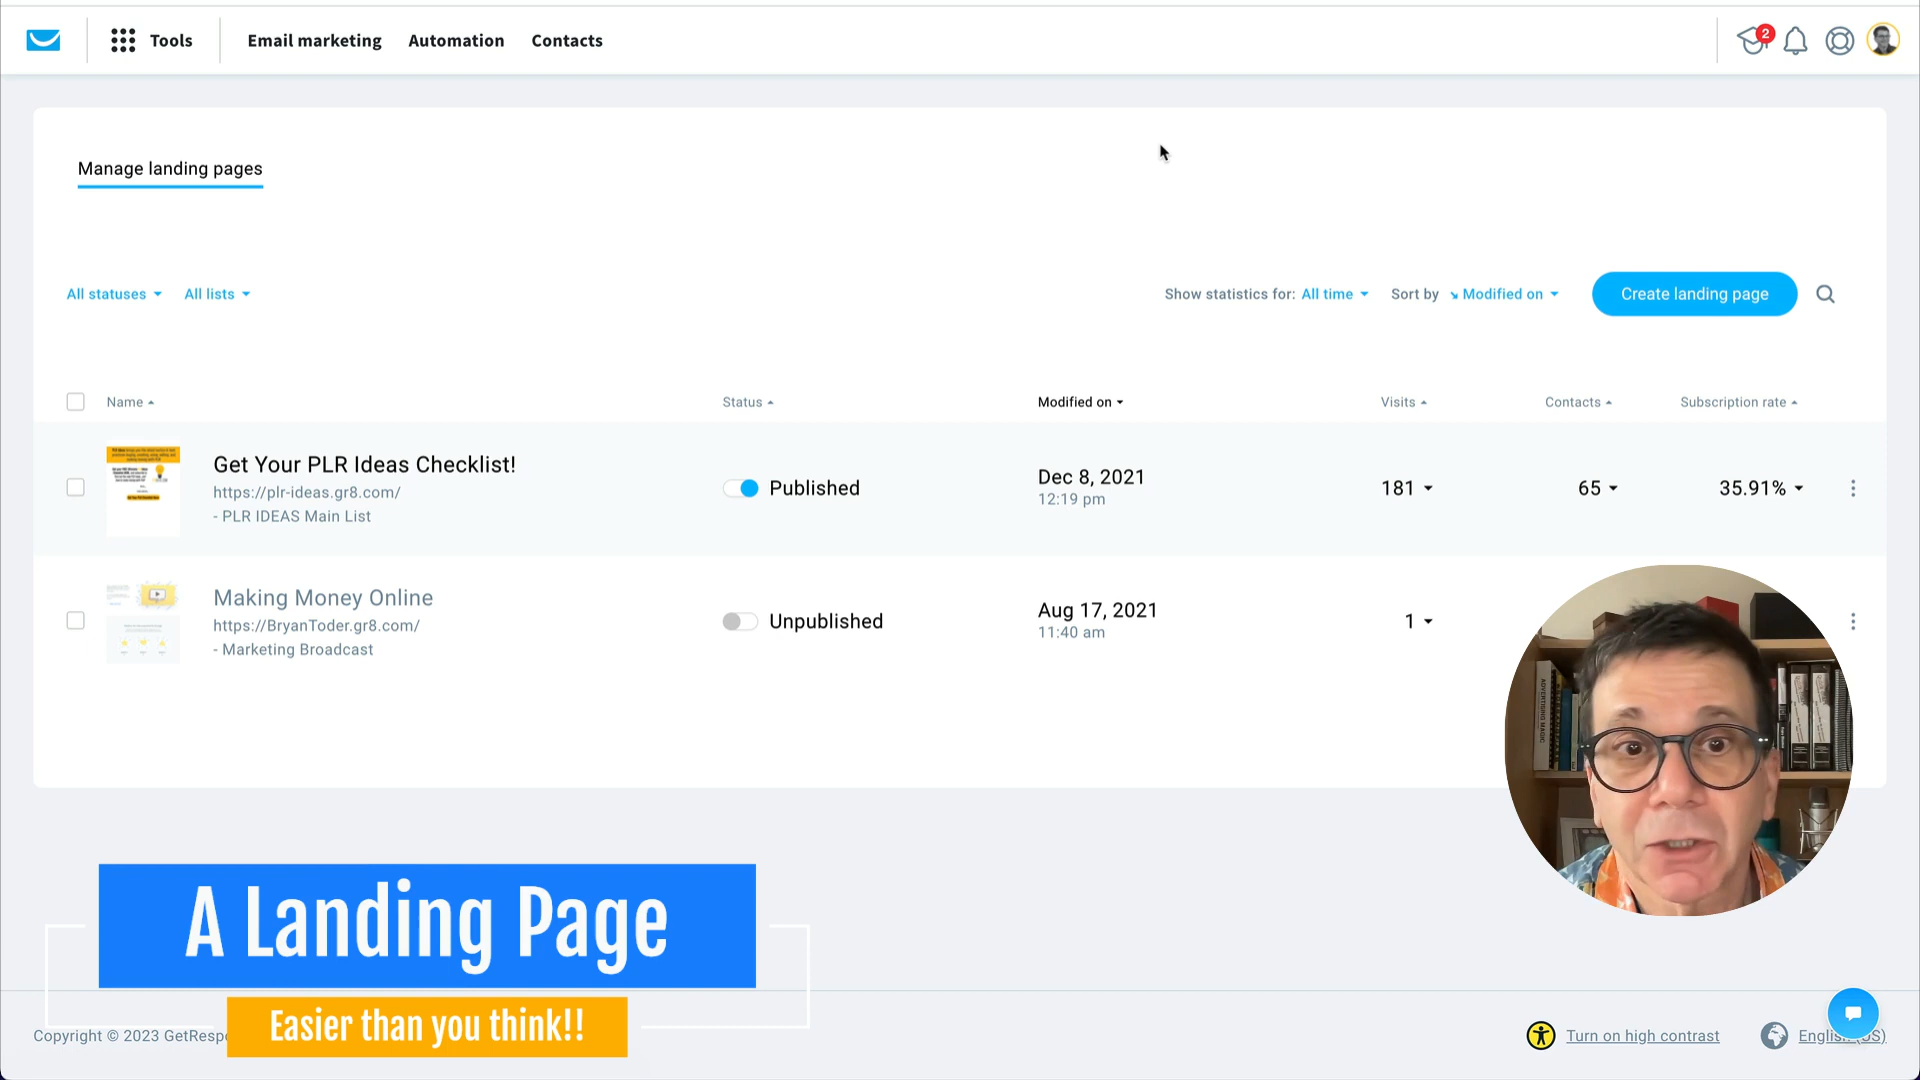 Tools
Email marketing
Automation
Contacts
2
Manage landing pages
All statuses
All lists
Show statistics for: All time
Sort by
Modified on
Create landing page
Name
Status
Modified on
Visits
Contacts
Subscription rate
Get Your PLR Ideas Checklist!
https://plr-ideas.gr8.com/
- PLR IDEAS Main List
Published
Dec 8, 2021
12:19 pm
181
65
35.91%
Making Money Online
https://BryanToder.gr8.com/
- Marketing Broadcast
Unpublished
Aug 17, 2021
11:40 am
1
ADVERTISING MAGIC
A Landing Page
Easier than you think!!
Copyright © 2023 GetResp
Turn on high contrast
English (US)